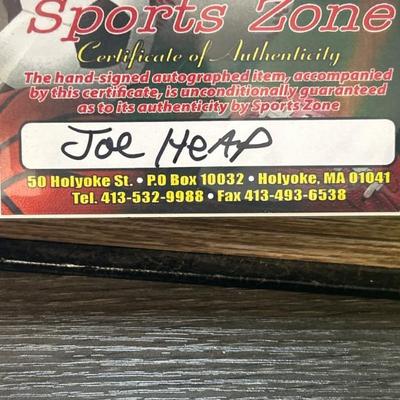 Sports Zone
Certificate of Authenticity
The hand-signed autographed item, accompanied
by this certificate, is unconditionally guaranteed
as to its authenticity by Sports Zone
Joe HeAP
50 Holyoke St. • P.O Box 10032 • Holyoke, MA 01041
Tel. 413-532-9988 • Fax 413-493-6538